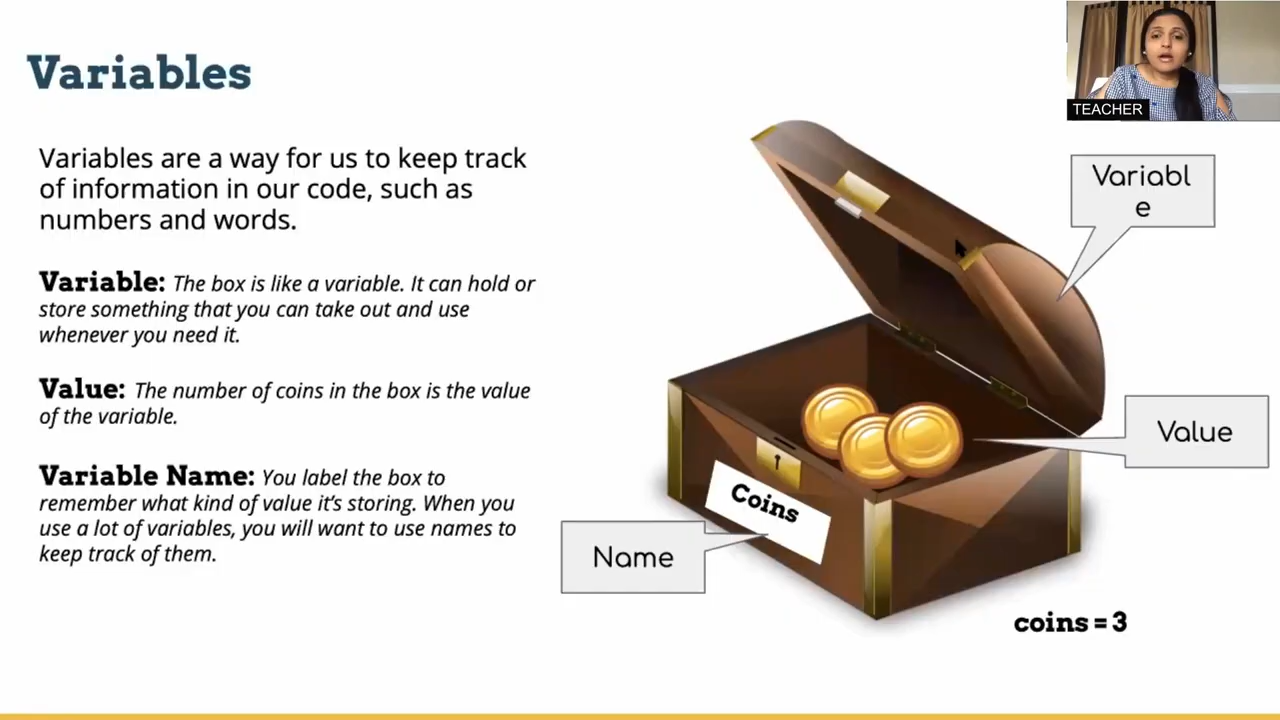 Variables
TEACHER
Variables are a way for us to keep track
of information in our code, such as
numbers and words.
Variable: The box is like a variable. It can hold or
store something that you can take out and use
whenever you need it.
Value: The number of coins in the box is the value
of the variable.
Variable Name: You label the box to
remember what kind of value it’s storing. When you
use a lot of variables, you will want to use names to
keep track of them.
Variabl
e
Value
Coins
Name
coins = 3